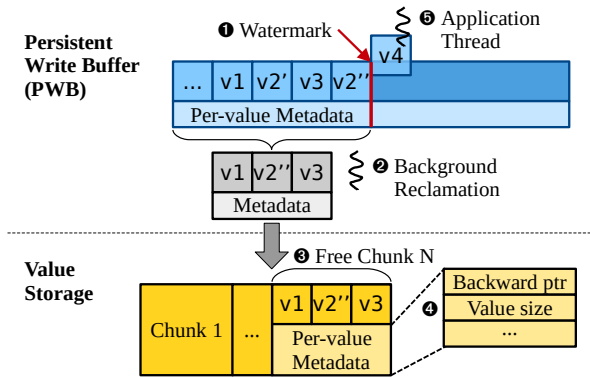 ❶ Watermark
❺ Application
Thread
Persistent
Write Buffer
(PWB)
... v1 v2' v3 v2'' v4
Per-value Metadata
v1 v2'' v3
Metadata
❷ Background
Reclamation
❸ Free Chunk N
Value
Storage
Chunk 1 ... v1 v2'' v3
Per-value
Metadata
❹
Backward ptr
Value size
...